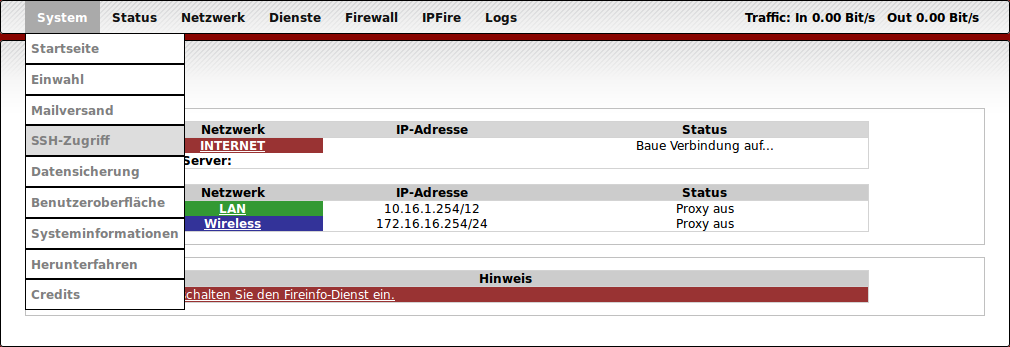 System Status Netzwerk Dienste Firewall IPFire Logs Traffic: In 0.00 Bit/s Out 0.00 Bit/s
Startseite
Einwahl
Mailversand
SSH-Zugriff
Datensicherung
Benutzeroberfläche
Systeminformationen
Herunterfahren
Credits
Netzwerk IP-Adresse Status
INTERNET Baue Verbindung auf...
Server:
Netzwerk IP-Adresse Status
LAN 10.16.1.254/12 Proxy aus
Wireless 172.16.16.254/24 Proxy aus
Hinweis
schalten Sie den Fireinfo-Dienst ein.